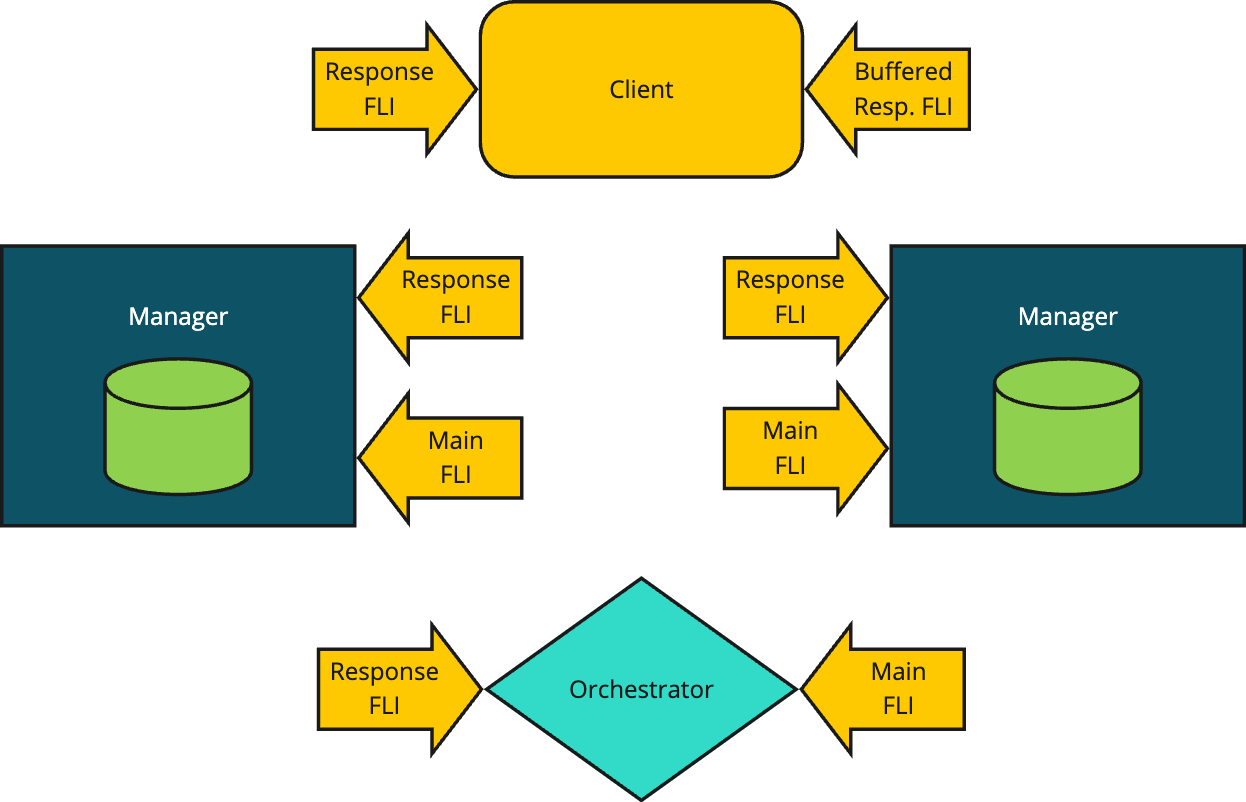 Response
FLI
Client
Buffered
Resp. FLI
Manager
Response
FLI
Main
FLI
Response
FLI
Main
FLI
Manager
Response
FLI
Orchestrator
Main
FLI